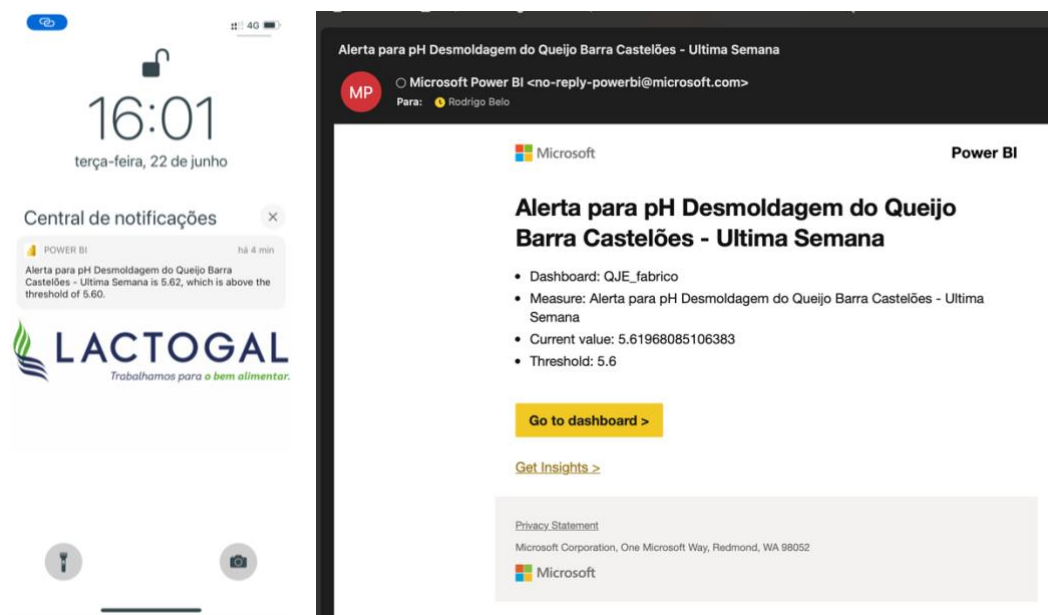 4G
16:01
terça-feira, 22 de junho
Central de notificações
POWER BI
há 4 min
Alerta para pH Desmoldagem do Queijo Barra
Castelões - Ultima Semana is 5.62, which is above the
threshold of 5.60.
LACTOGAL
Trabalhamos para o bem alimentar.
Alerta para pH Desmoldagem do Queijo Barra Castelões - Ultima Semana
MP
Microsoft Power BI <no-reply-powerbi@microsoft.com>
Para: Rodrigo Belo
Microsoft
Power BI
Alerta para pH Desmoldagem do Queijo
Barra Castelões - Ultima Semana
• Dashboard: QJE_fabrico
• Measure: Alerta para pH Desmoldagem do Queijo Barra Castelões - Ultima
Semana
• Current value: 5.61968085106383
• Threshold: 5.6
Go to dashboard >
Get Insights >
Privacy Statement
Microsoft Corporation, One Microsoft Way, Redmond, WA 98052
Microsoft